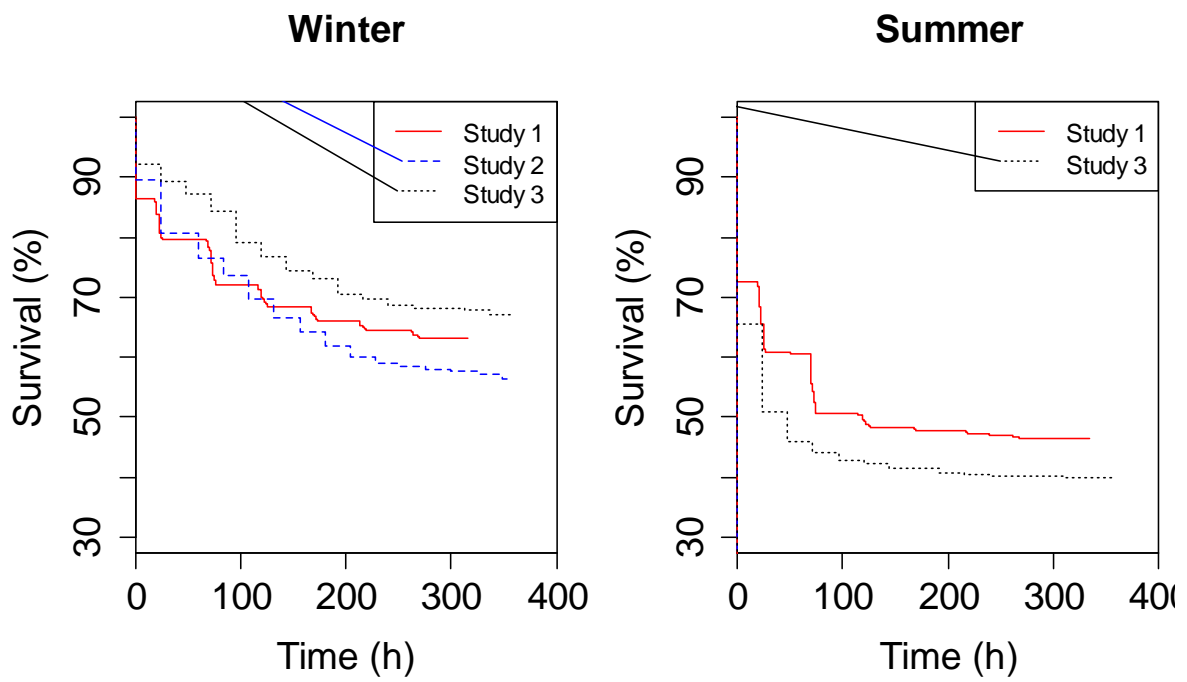 Winter
Survival (%)
90
70
50
30
Study 1
Study 2
Study 3
0 100 200 300 400
Time (h)
Summer
Survival (%)
90
70
50
30
Study 1
Study 3
0 100 200 300 400
Time (h)